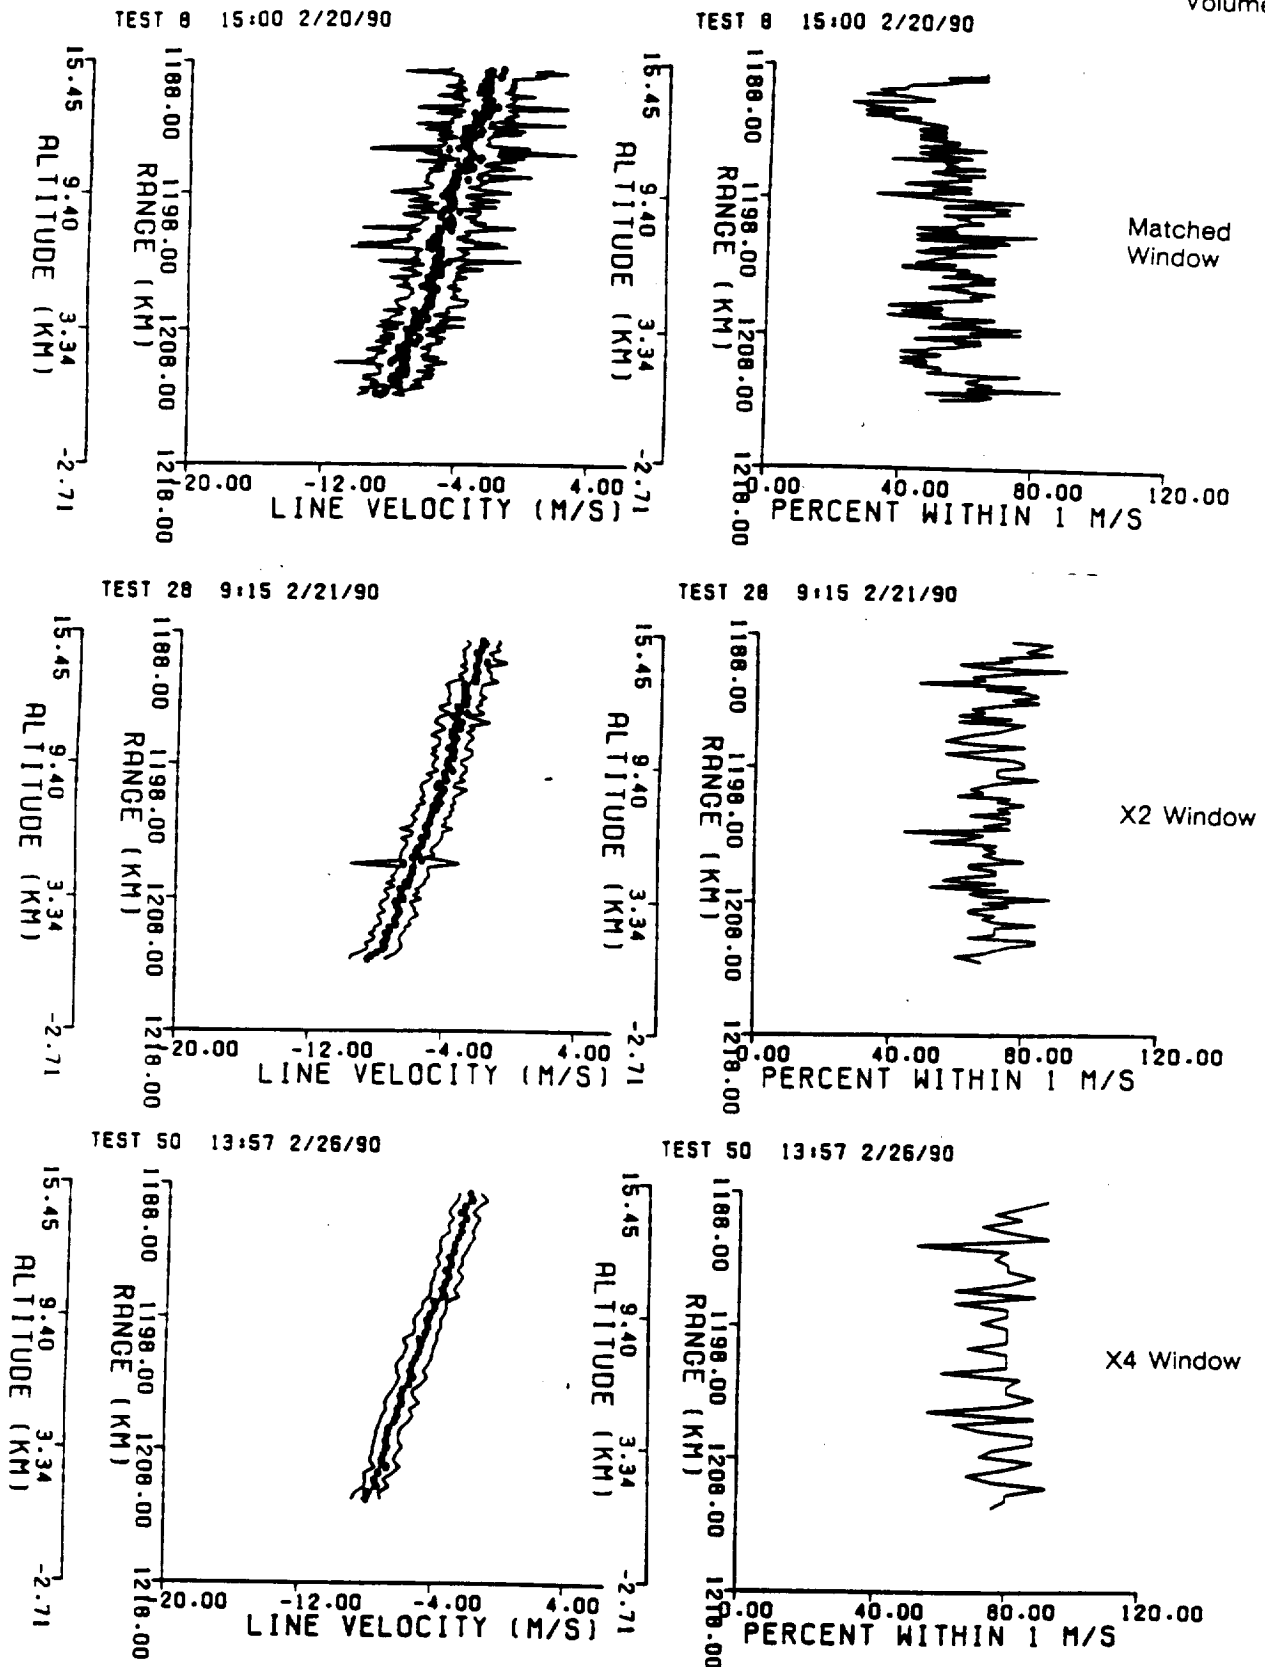 Volume
TEST 8 15:00 2/20/90
15.45
9.40
3.34
-2.71
ALTITUDE (KM)
1188.00
1198.00
1208.00
1218.00
RANGE (KM)
-20.00 -12.00 -4.00 4.00
LINE VELOCITY (M/S)
TEST 8 15:00 2/20/90
15.45
9.40
3.34
-2.71
ALTITUDE (KM)
1188.00
1198.00
1208.00
1218.00
RANGE (KM)
0.00 40.00 80.00 120.00
PERCENT WITHIN 1 M/S
Matched
Window
TEST 28 9:15 2/21/90
15.45
9.40
3.34
-2.71
ALTITUDE (KM)
1188.00
1198.00
1208.00
1218.00
RANGE (KM)
-20.00 -12.00 -4.00 4.00
LINE VELOCITY (M/S)
TEST 28 9:15 2/21/90
15.45
9.40
3.34
-2.71
ALTITUDE (KM)
1188.00
1198.00
1208.00
1218.00
RANGE (KM)
0.00 40.00 80.00 120.00
PERCENT WITHIN 1 M/S
X2 Window
TEST 50 13:57 2/26/90
15.45
9.40
3.34
-2.71
ALTITUDE (KM)
1188.00
1198.00
1208.00
1218.00
RANGE (KM)
-20.00 -12.00 -4.00 4.00
LINE VELOCITY (M/S)
TEST 50 13:57 2/26/90
15.45
9.40
3.34
-2.71
ALTITUDE (KM)
1188.00
1198.00
1208.00
1218.00
RANGE (KM)
0.00 40.00 80.00 120.00
PERCENT WITHIN 1 M/S
X4 Window